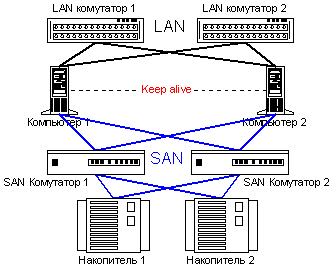 LAN комутатор 1
LAN комутатор 2
LAN
Keep alive
Компьютер 1
Компьютер 2
SAN
SAN Комутатор 1
SAN Комутатор 2
Накопитель 1
Накопитель 2